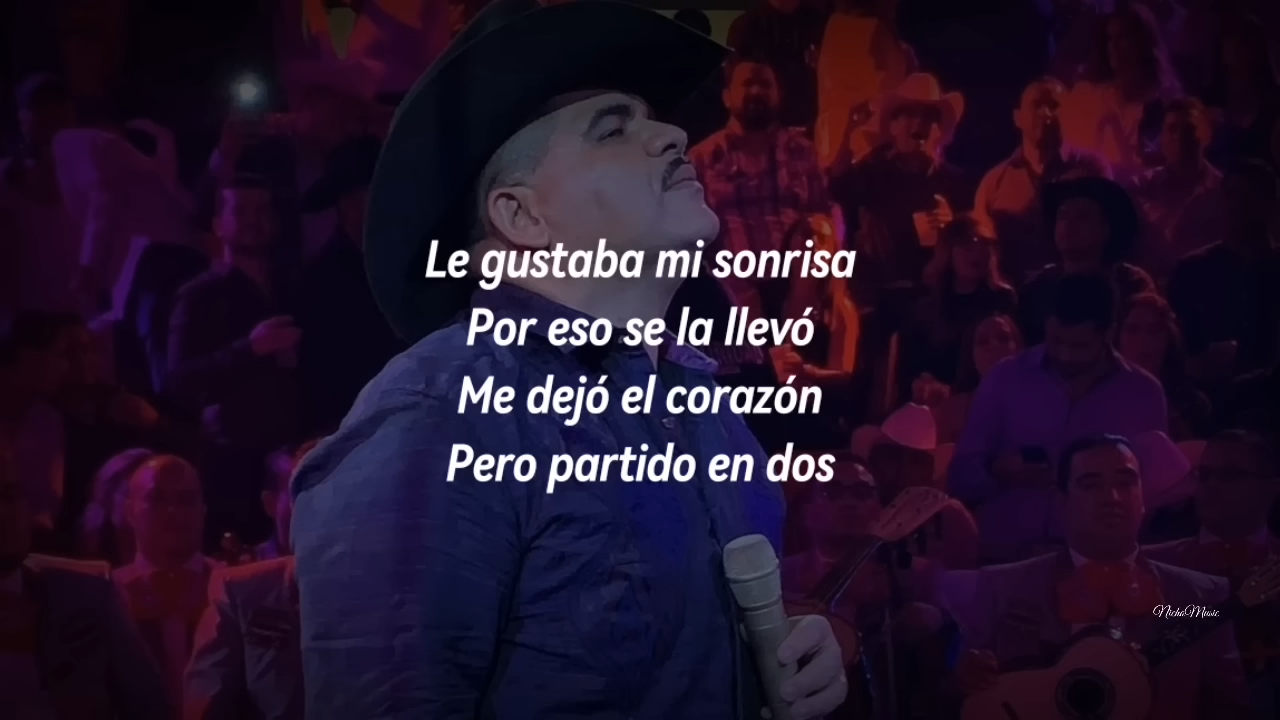 Le gustaba mi sonrisa
Por eso se la llevó
Me dejó el corazón
Pero partido en dos
NichoMusic